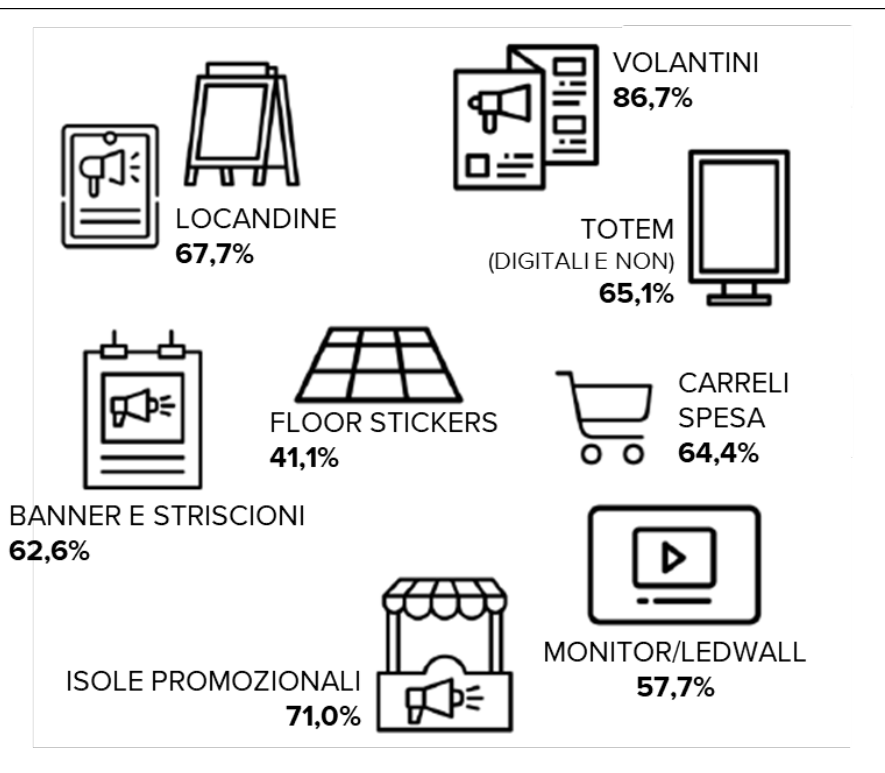 VOLANTINI
86,7%
LOCANDINE
67,7%
TOTEM
(DIGITALI E NON)
65,1%
FLOOR STICKERS
41,1%
CARRELI
SPESA
64,4%
BANNER E STRISCIONI
62,6%
MONITOR/LEDWALL
57,7%
ISOLE PROMOZIONALI
71,0%